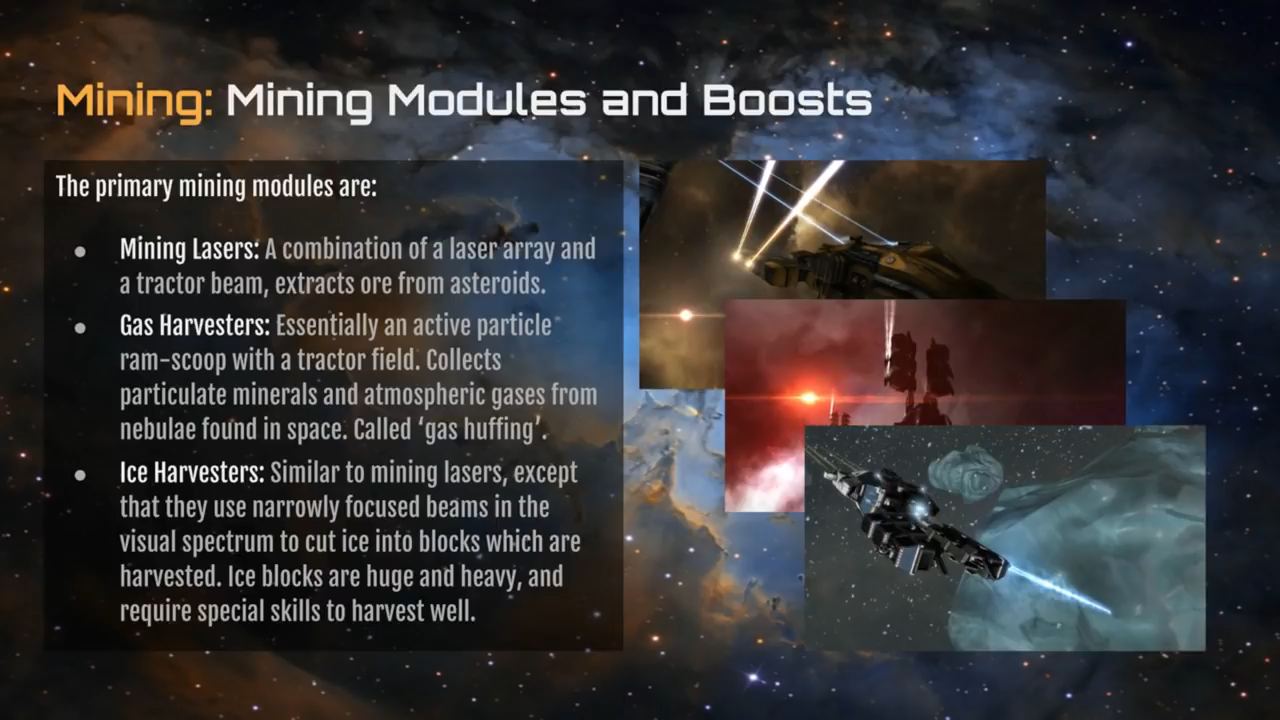 Mining: Mining Modules and Boosts
The primary mining modules are:
● Mining Lasers: A combination of a laser array and
a tractor beam, extracts ore from asteroids.
● Gas Harvesters: Essentially an active particle
ram-scoop with a tractor field. Collects
particulate minerals and atmospheric gases from
nebulae found in space. Called ‘gas huffing’.
● Ice Harvesters: Similar to mining lasers, except
that they use narrowly focused beams in the
visual spectrum to cut ice into blocks which are
harvested. Ice blocks are huge and heavy, and
require special skills to harvest well.